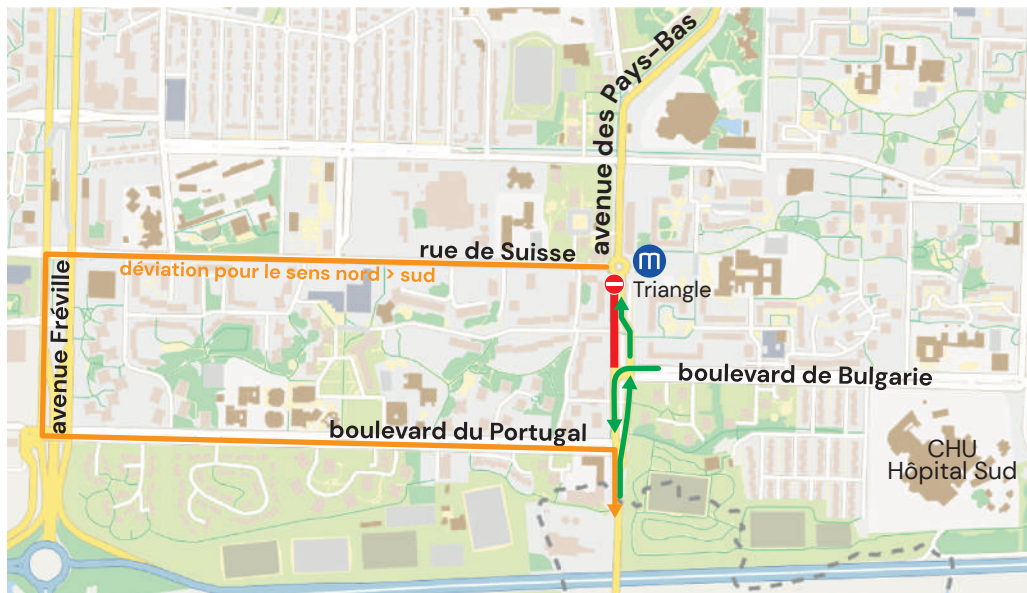 avenue des Pays-Bas
rue de Suisse
déviation pour le sens nord > sud
m
Triangle
avenue Fréville
boulevard de Bulgarie
boulevard du Portugal
CHU
Hôpital Sud